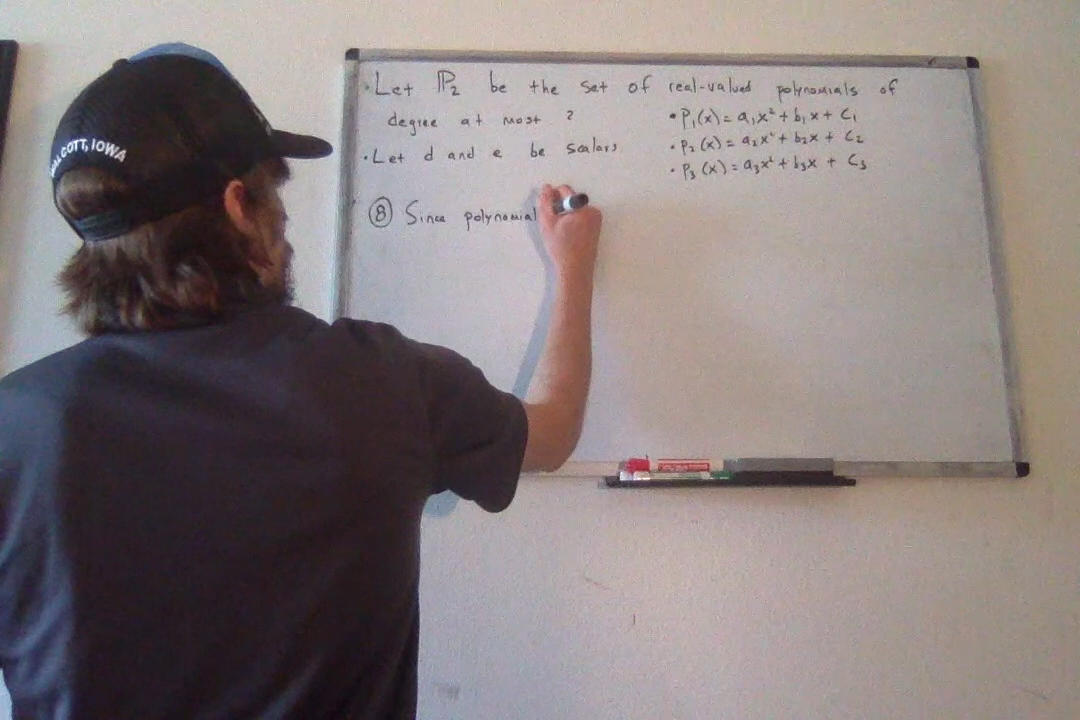 • Let ℙ₂ be the set of real-valued polynomials of
degree at most 2
• Let d and e be scalars
• P₁(x) = a₁x² + b₁x + C₁
• P₂(x) = a₂x² + b₂x + C₂
• P₃(x) = a₃x² + b₃x + C₃
⑧ Since polynomial
COTT, IOWA